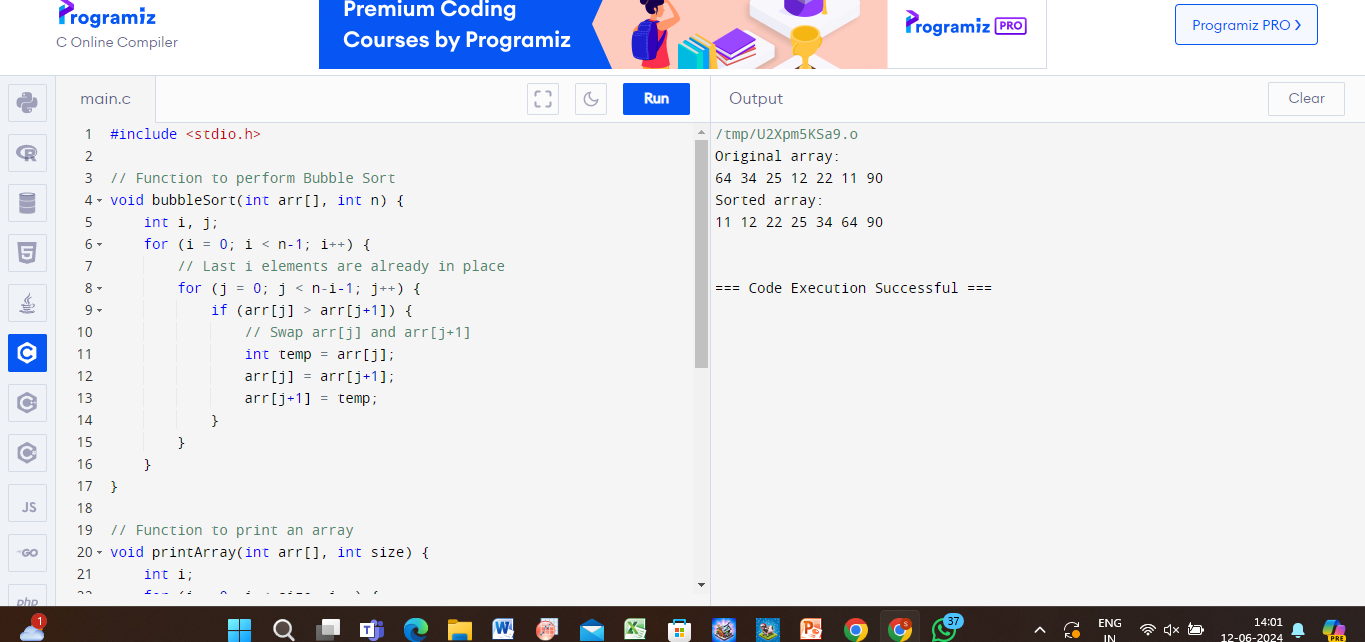 Programiz
C Online Compiler
Premium Coding
Courses by Programiz
Programiz PRO
Programiz PRO >
main.c
Run
Output
Clear
1 #include <stdio.h>
2
3 // Function to perform Bubble Sort
4 void bubbleSort(int arr[], int n) {
5 int i, j;
6 for (i = 0; i < n-1; i++) {
7 // Last i elements are already in place
8 for (j = 0; j < n-i-1; j++) {
9 if (arr[j] > arr[j+1]) {
10 // Swap arr[j] and arr[j+1]
11 int temp = arr[j];
12 arr[j] = arr[j+1];
13 arr[j+1] = temp;
14 }
15 }
16 }
17 }
18
19 // Function to print an array
20 void printArray(int arr[], int size) {
21 int i;
/tmp/U2Xpm5KSa9.o
Original array:
64 34 25 12 22 11 90
Sorted array:
11 12 22 25 34 64 90
=== Code Execution Successful ===
R
5
C
JS
GO
php
1
37
ENG
IN
14:01
12-06-2024
PRE